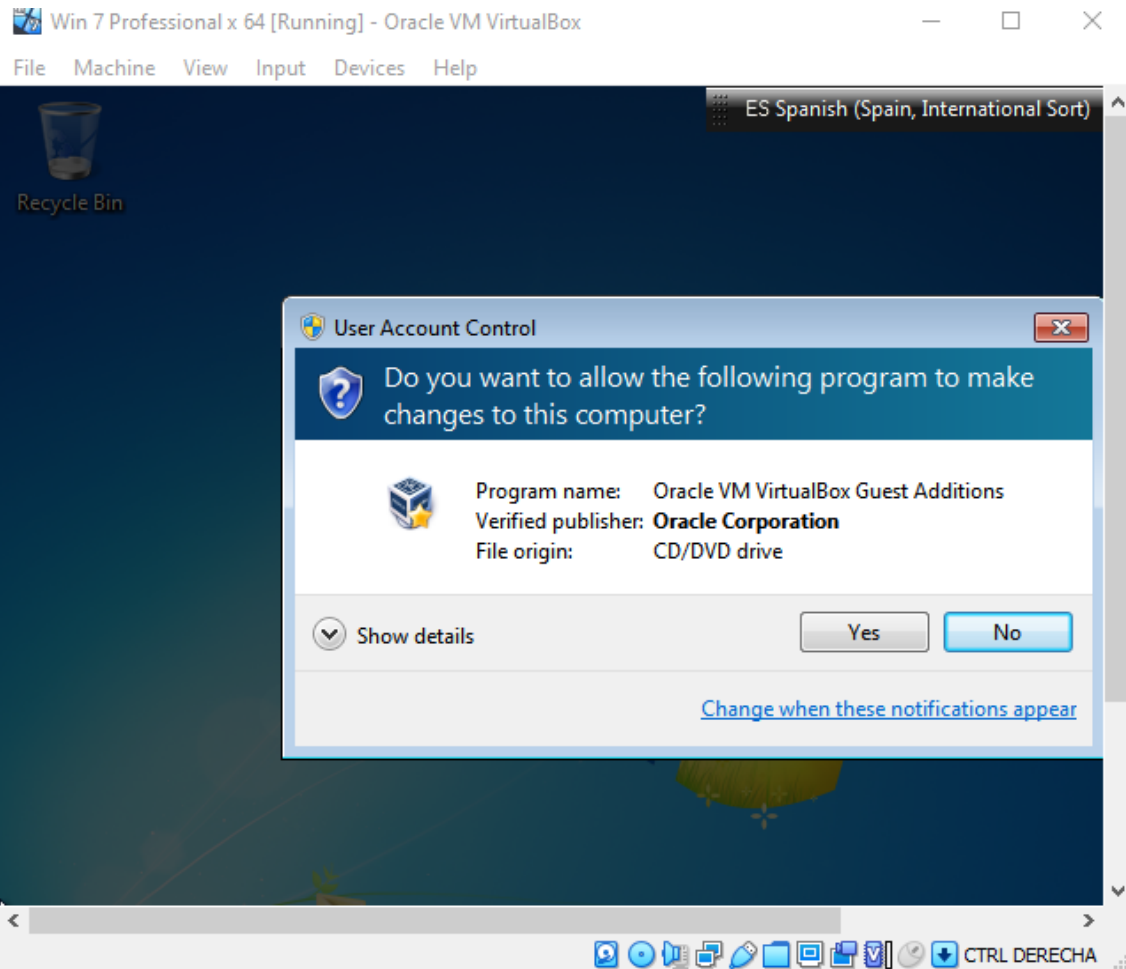 Win 7 Professional x 64 [Running] - Oracle VM VirtualBox
File Machine View Input Devices Help
ES Spanish (Spain, International Sort)
Recycle Bin
User Account Control
Do you want to allow the following program to make
changes to this computer?
Program name: Oracle VM VirtualBox Guest Additions
Verified publisher: Oracle Corporation
File origin: CD/DVD drive
Show details
Yes No
Change when these notifications appear
CTRL DERECHA